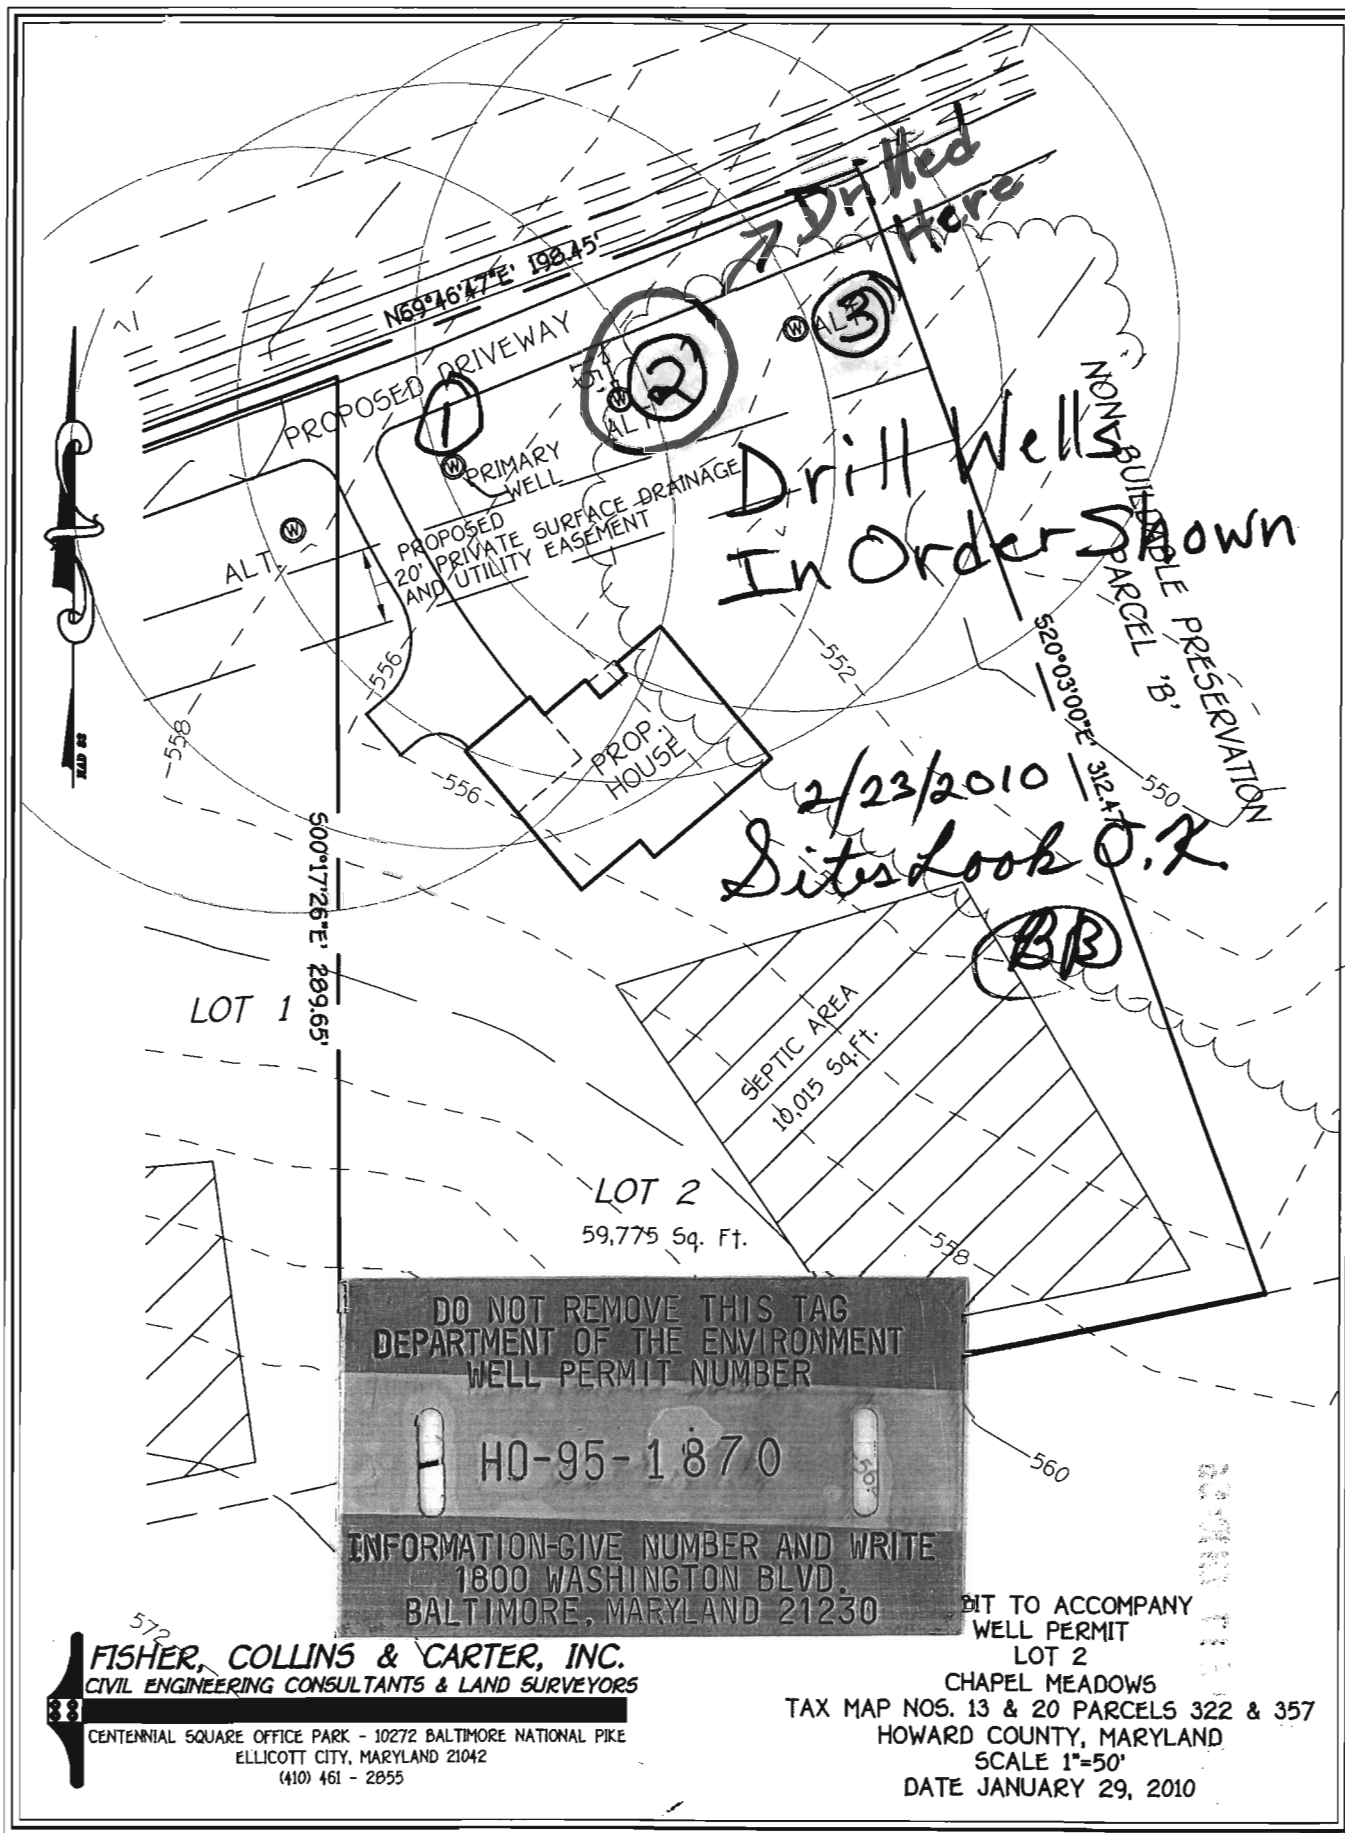 Drilled
Here
N69°46'47"E' 198.45'
PROPOSED DRIVEWAY
1
2
3
15'
ALT.
ALT.
ALT.
PRIMARY
WELL
W
W
W
W
PROPOSED
20' PRIVATE SURFACE DRAINAGE
AND UTILITY EASEMENT
Drill Wells
In Order Shown
NON-BUILDABLE PRESERVATION
PARCEL 'B'
S20°03'00"E' 312.47'
552
550
556
556
558
NAD 83
PROP.
HOUSE
2/23/2010
Sites Look O.K.
BB
S00°17'26"E' 289.65'
LOT 1
SEPTIC AREA
10,015 Sq.Ft.
LOT 2
59,775 Sq. Ft.
558
560
572
DO NOT REMOVE THIS TAG
DEPARTMENT OF THE ENVIRONMENT
WELL PERMIT NUMBER
HO-95-1870
INFORMATION-GIVE NUMBER AND WRITE
1800 WASHINGTON BLVD.
BALTIMORE, MARYLAND 21230
FISHER, COLLINS & CARTER, INC.
CIVIL ENGINEERING CONSULTANTS & LAND SURVEYORS
CENTENNIAL SQUARE OFFICE PARK - 10272 BALTIMORE NATIONAL PIKE
ELLICOTT CITY, MARYLAND 21042
(410) 461 - 2855
BIT TO ACCOMPANY
WELL PERMIT
LOT 2
CHAPEL MEADOWS
TAX MAP NOS. 13 & 20 PARCELS 322 & 357
HOWARD COUNTY, MARYLAND
SCALE 1"=50'
DATE JANUARY 29, 2010